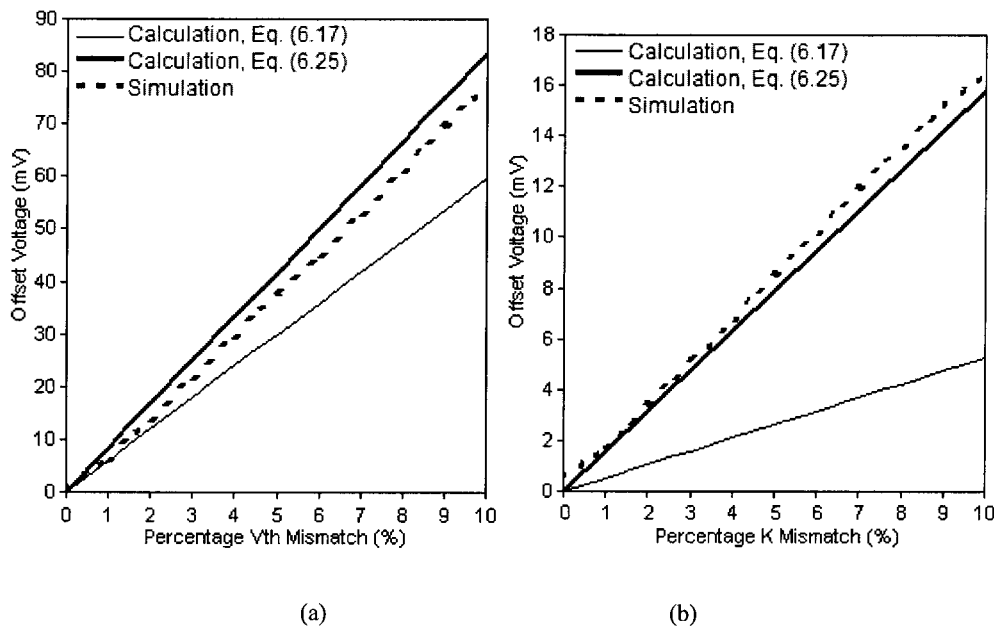 90
80
70
60
50
40
30
20
10
0
Offset Voltage (mV)
Calculation, Eq. (6.17)
Calculation, Eq. (6.25)
Simulation
0 1 2 3 4 5 6 7 8 9 10
Percentage Vth Mismatch (%)
(a)
18
16
14
12
10
8
6
4
2
0
Offset Voltage (mV)
Calculation, Eq. (6.17)
Calculation, Eq. (6.25)
Simulation
0 1 2 3 4 5 6 7 8 9 10
Percentage K Mismatch (%)
(b)